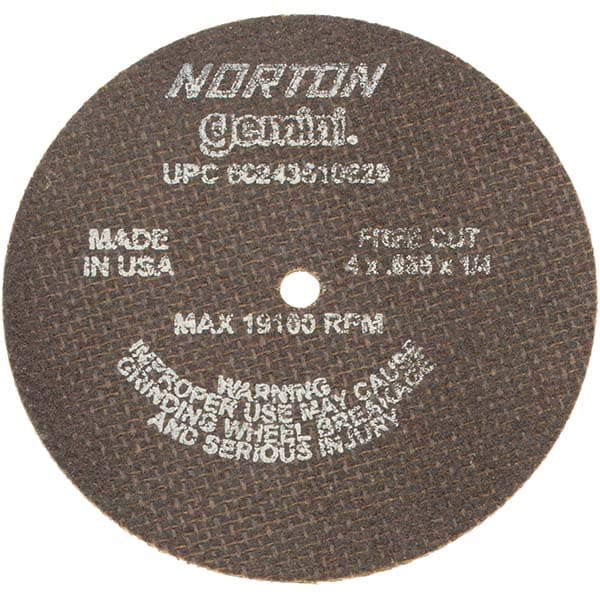 NORTON
gemini.
UPC
MADE
IN USA
FREE CUT
4 x .035 x 1/4
MAX 19100 RPM
WARNING
IMPROPER USE MAY CAUSE
GRINDING WHEEL BREAKAGE
AND SERIOUS INJURY